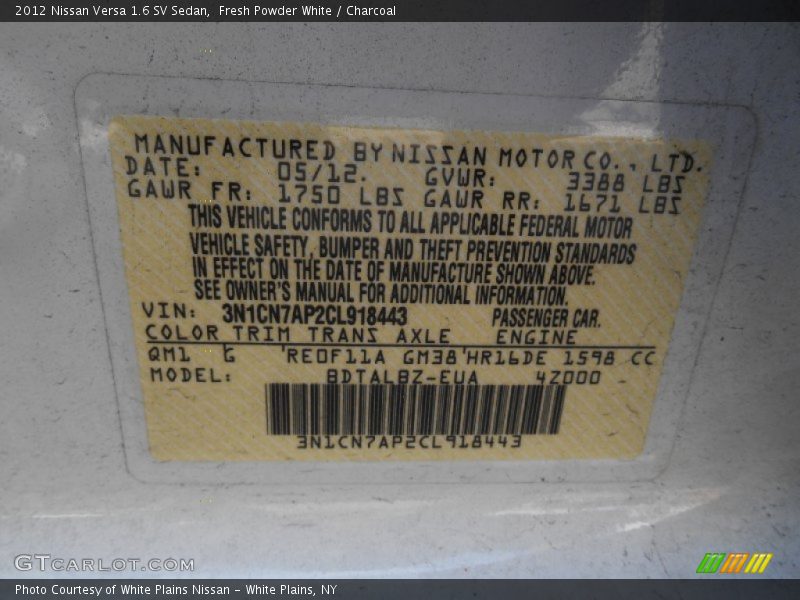 2012 Nissan Versa 1.6 SV Sedan,  Fresh Powder White / Charcoal
MANUFACTURED BY NISSAN MOTOR CO., LTD.
DATE: 05/12. GVWR: 3388 LBS
GAWR FR: 1750 LBS GAWR RR: 1671 LBS
THIS VEHICLE CONFORMS TO ALL APPLICABLE FEDERAL MOTOR
VEHICLE SAFETY, BUMPER AND THEFT PREVENTION STANDARDS
IN EFFECT ON THE DATE OF MANUFACTURE SHOWN ABOVE.
SEE OWNER'S MANUAL FOR ADDITIONAL INFORMATION.
VIN: 3N1CN7AP2CL918443 PASSENGER CAR.
COLOR TRIM TRANS AXLE ENGINE
QM1 G 'RE0F11A GM38'HR16DE 1598 CC
MODEL: BDTALBZ-EUA 4Z000
3N1CN7AP2CL918443
GTCARLOT.COM
Photo Courtesy of White Plains Nissan - White Plains, NY